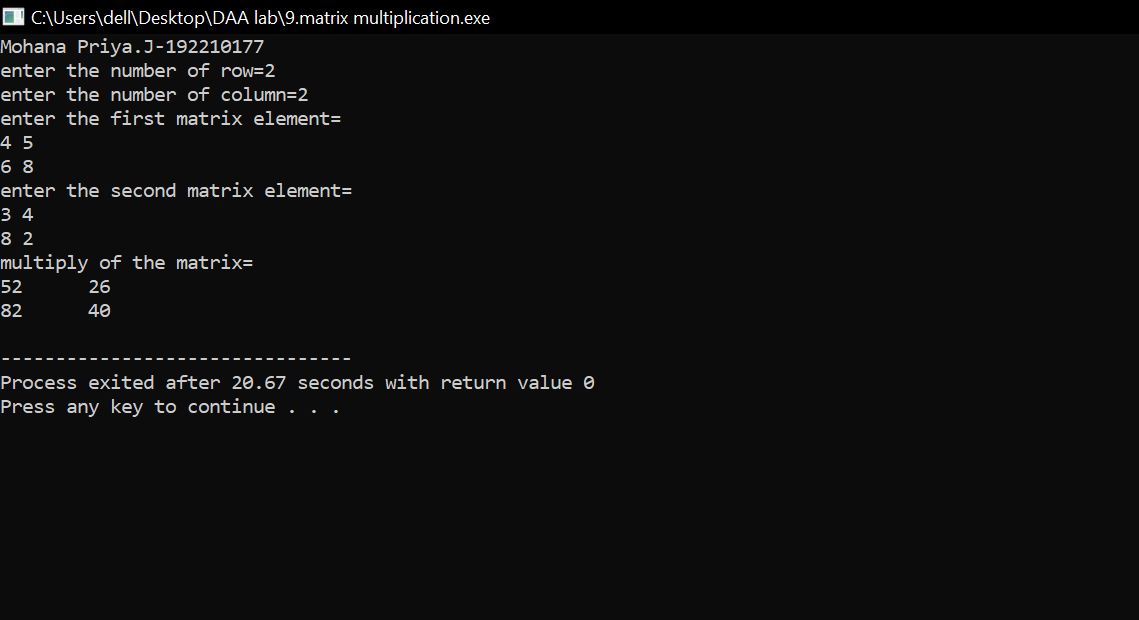 C:\Users\dell\Desktop\DAA lab\9.matrix multiplication.exe
Mohana Priya.J-192210177
enter the number of row=2
enter the number of column=2
enter the first matrix element=
4 5
6 8
enter the second matrix element=
3 4
8 2
multiply of the matrix=
52      26
82      40
--------------------------------
Process exited after 20.67 seconds with return value 0
Press any key to continue . . .